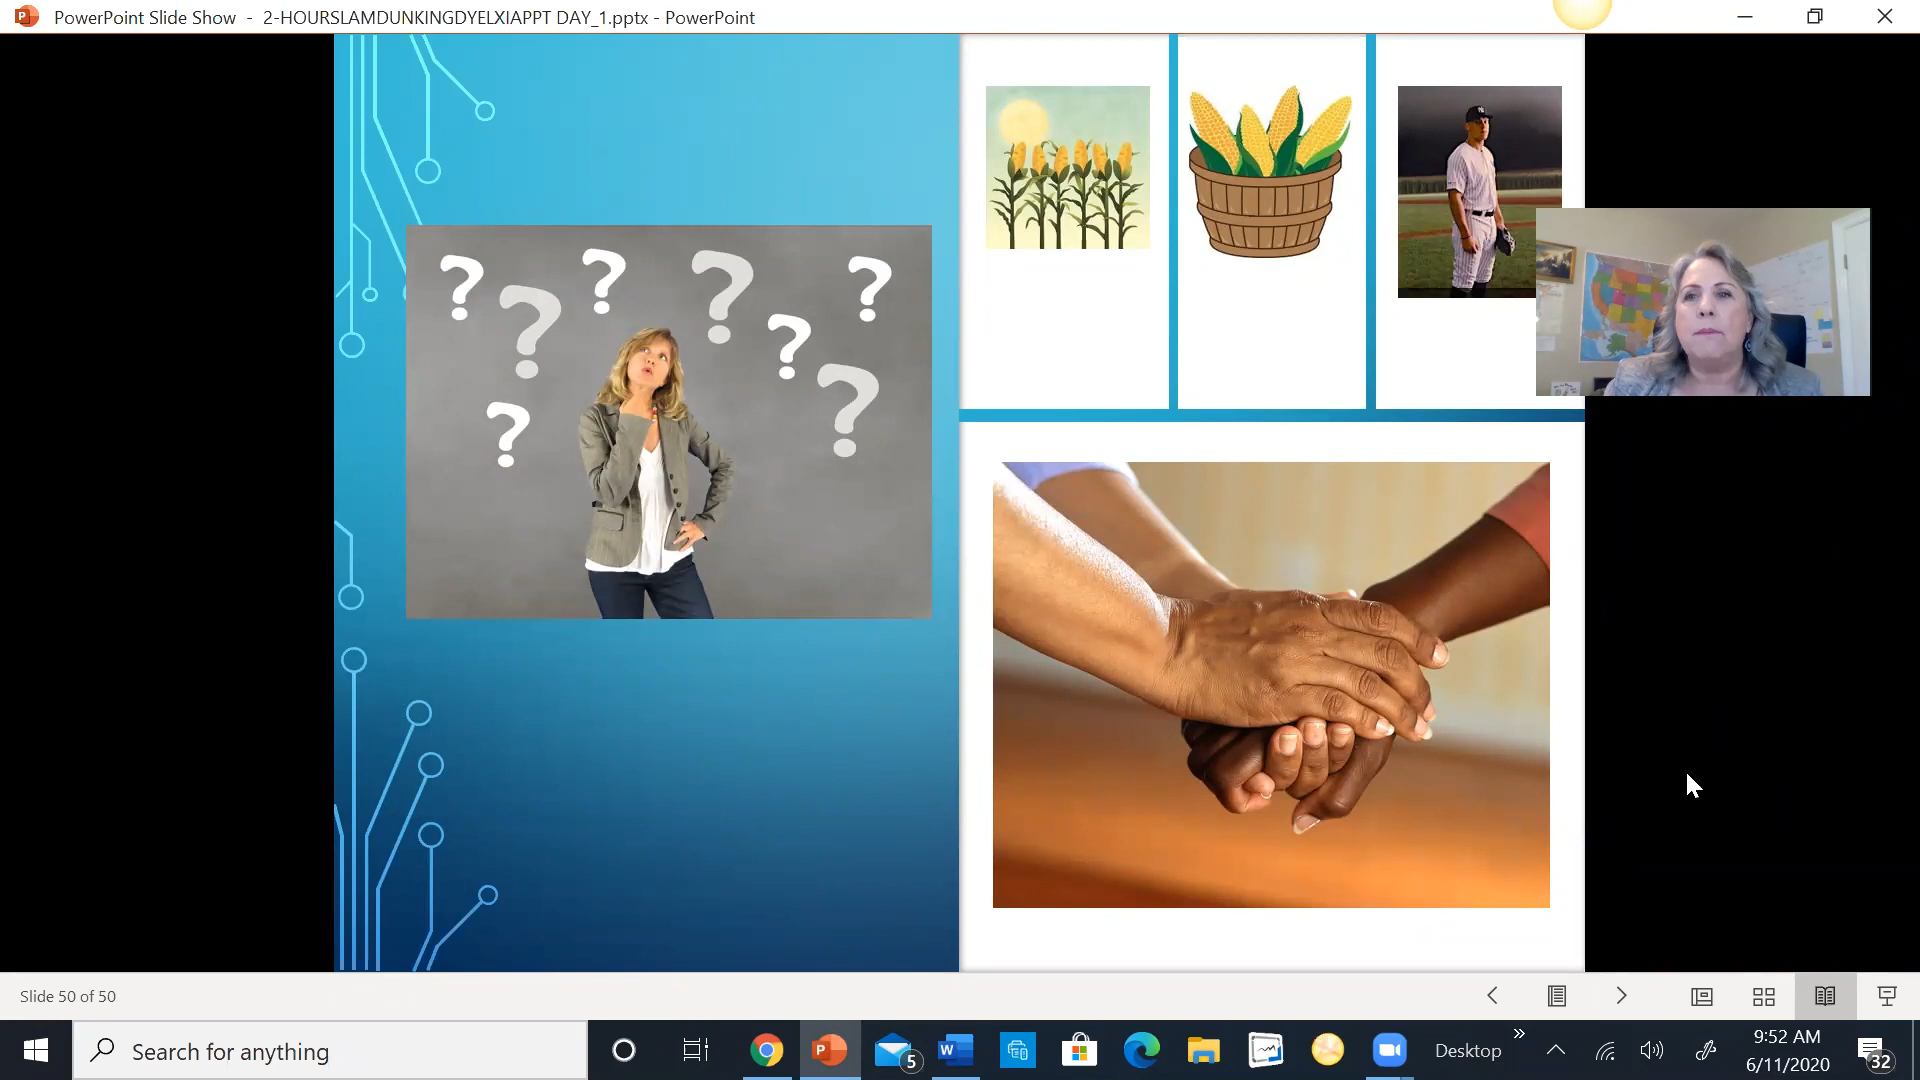 PowerPoint Slide Show - 2-HOURSLAMDUNKINGDYELXIAPPT DAY_1.pptx - PowerPoint
? ? ? ? ? ? ? ? ?
Slide 50 of 50
Search for anything
5
Desktop
9:52 AM
6/11/2020
32